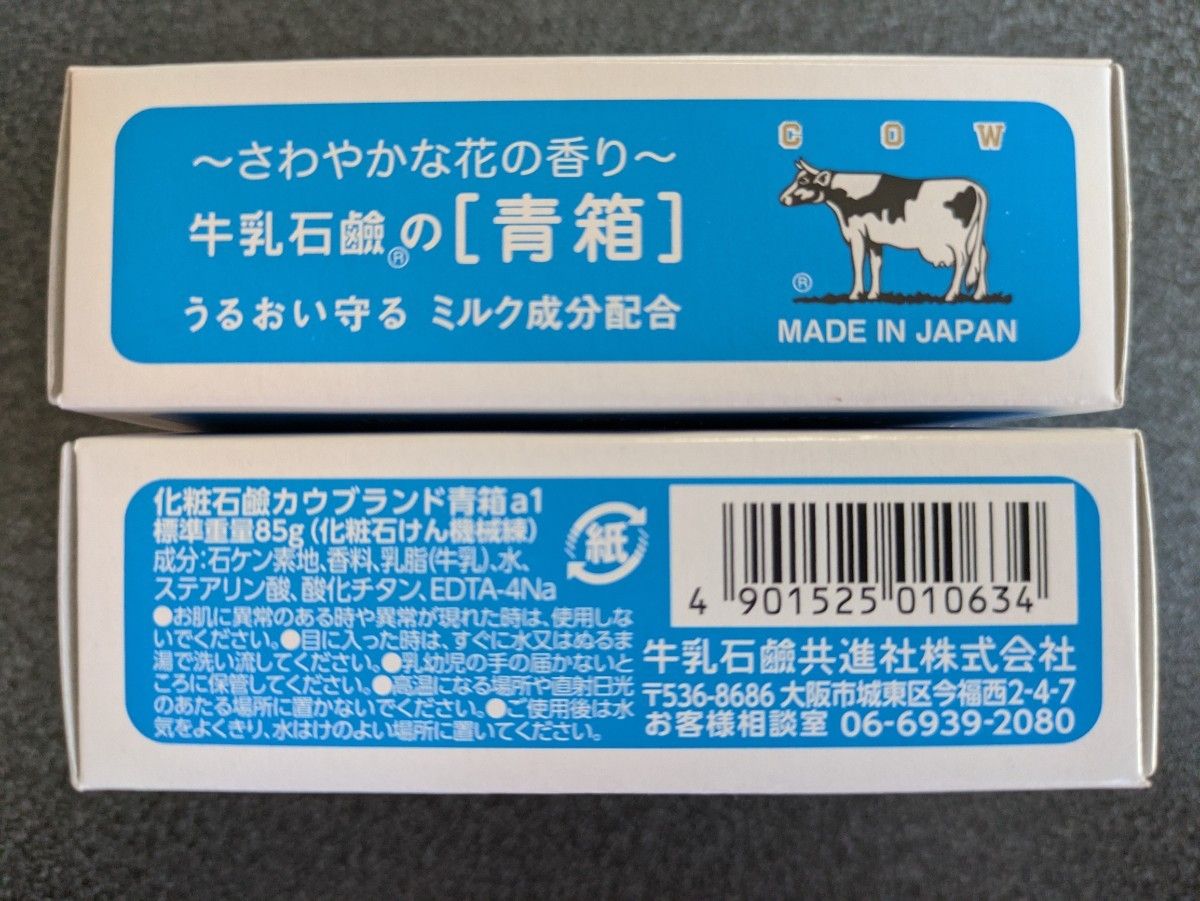 ～さわやかな花の香り～
牛乳石鹸®の[青箱]
うるおい守る ミルク成分配合
COW
®
MADE IN JAPAN
化粧石鹸カウブランド青箱a1
標準重量85g(化粧石けん機械練)
成分:石ケン素地、香料、乳脂(牛乳)、水、
ステアリン酸、酸化チタン、EDTA-4Na
●お肌に異常のある時や異常が現れた時は、使用しな
いでください。●目に入った時は、すぐに水又はぬるま
湯で洗い流してください。●乳幼児の手の届かないと
ころに保管してください。●高温になる場所や直射日光
のあたる場所に置かないでください。●ご使用後は水
気をよくきり、水はけのよい場所に置いてください。
紙
4 901525 010634
牛乳石鹸共進社株式会社
〒536-8686 大阪市城東区今福西2-4-7
お客様相談室 06-6939-2080